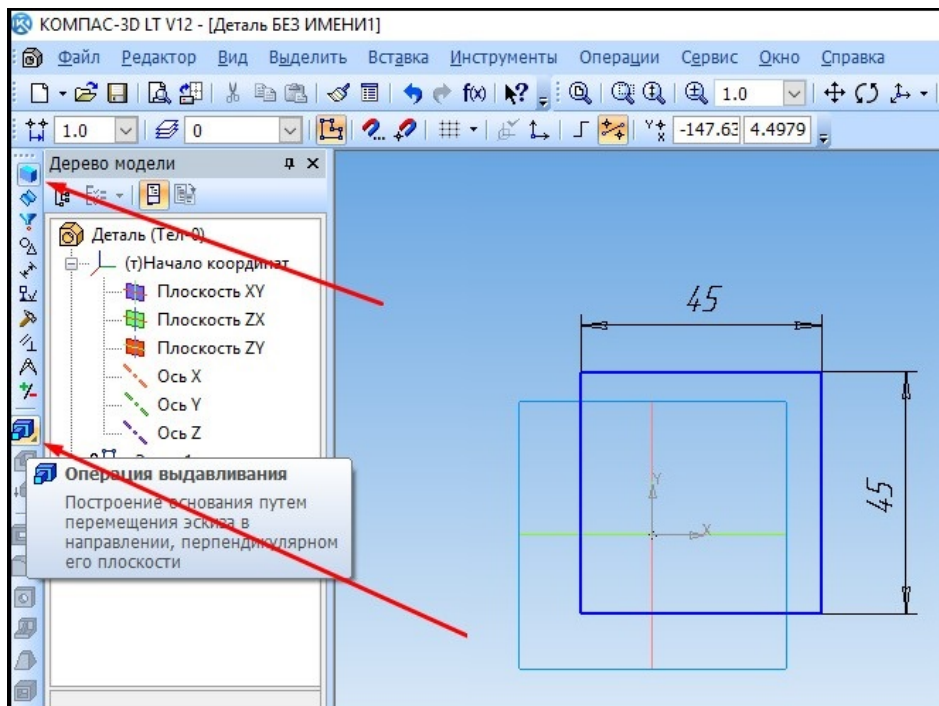 КОМПАС-3D LT V12 - [Деталь БЕЗ ИМЕНИ1]
Файл Редактор Вид Выделить Вставка Инструменты Операции Сервис Окно Справка
f(x) 1.0
1.0 0 -147.63 4.4979
Дерево модели
Деталь (Тел-0)
(т)Начало координат
Плоскость XY
Плоскость ZX
Плоскость ZY
Ось X
Ось Y
Ось Z
Операция выдавливания
Построение основания путем
перемещения эскиза в
направлении, перпендикулярном
его плоскости
45
45
Y
X